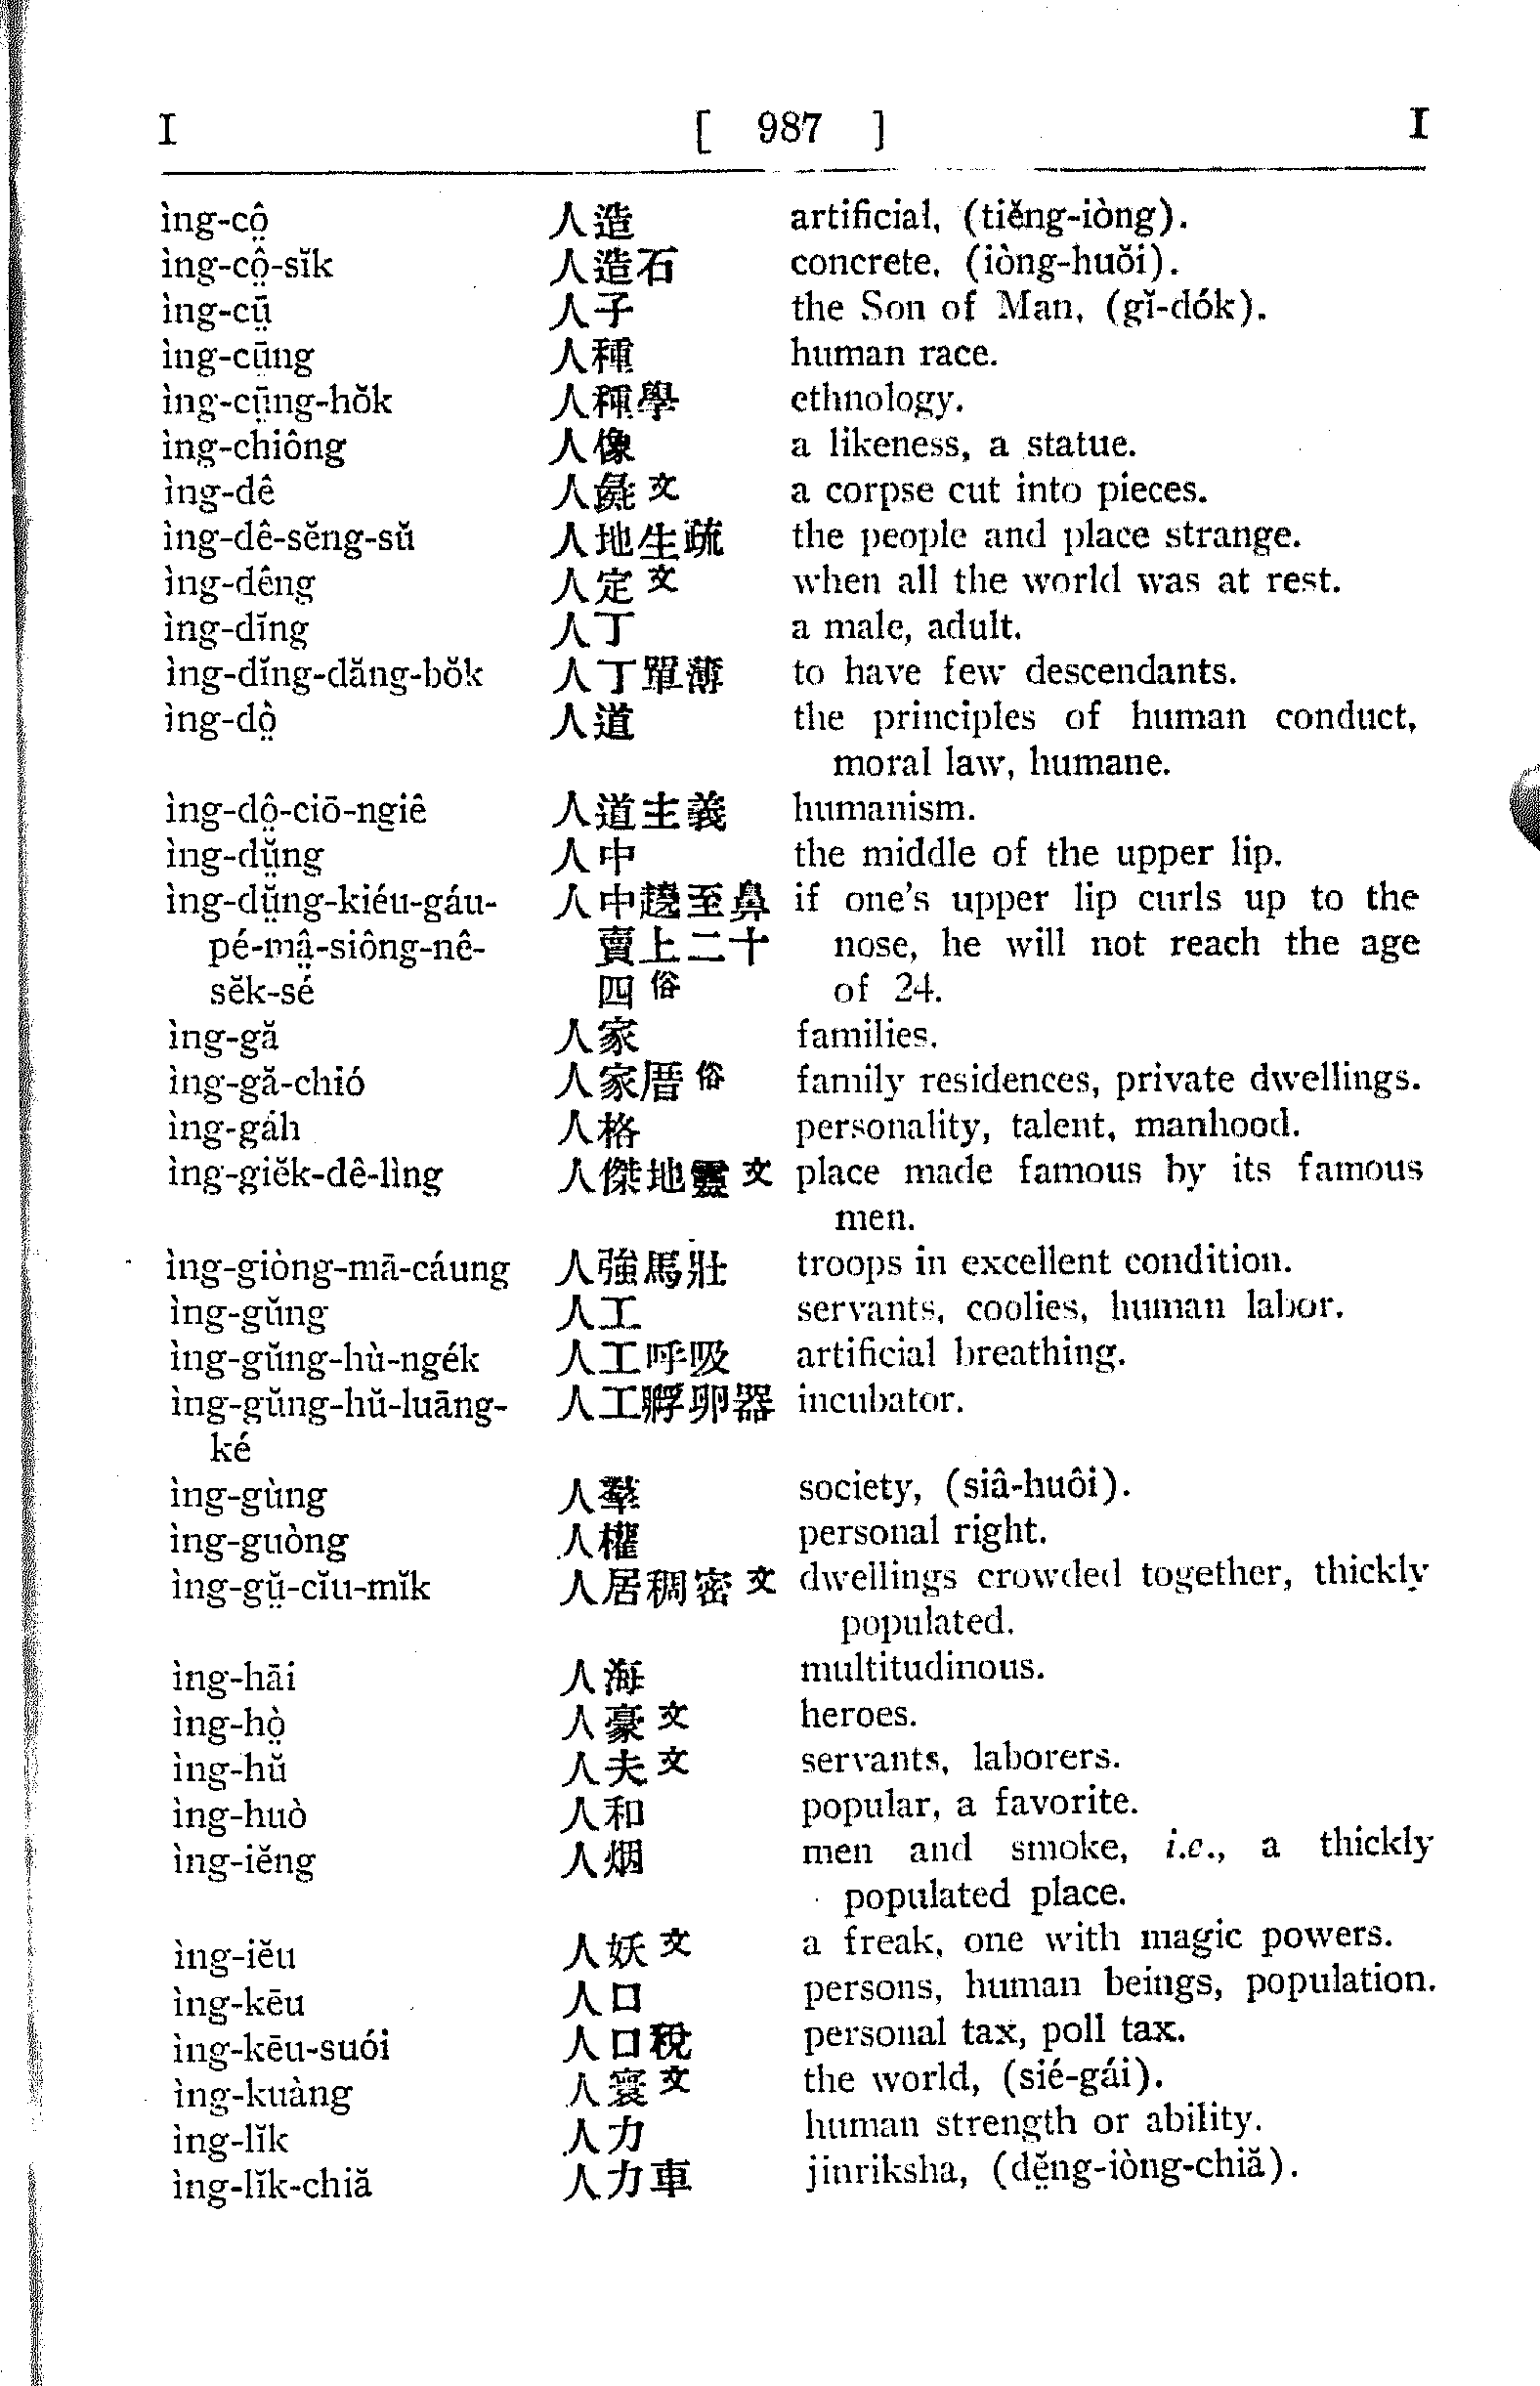 I [ 987 ] I
ìng-cô̤ 人造 artificial, (tiĕng-iòng).
ìng-cô̤-sĭk 人造石 concrete, (iòng-huŏi).
ìng-cṳ̄ 人子 the Son of Man, (gĭ-dók).
ìng-cṳ̄ng 人種 human race.
ìng-cṳ̄ng-hŏk 人種學 ethnology.
ìng-chiông 人像 a likeness, a statue.
ìng-dê 人彘文 a corpse cut into pieces.
ìng-dê-sĕng-sŭ 人地生疏 the people and place strange.
ìng-dêng 人定文 when all the world was at rest.
ìng-dĭng 人丁 a male, adult.
ìng-dĭng-dăng-bŏk 人丁單薄 to have few descendants.
ìng-dô̤ 人道 the principles of human conduct,
moral law, humane.
ìng-dô̤-ciō-ngiê 人道主義 humanism.
ìng-dṳ̆ng 人中 the middle of the upper lip.
ìng-dṳ̆ng-kiéu-gáu- 人中趬至鼻 if one's upper lip curls up to the
pé-mâ̤-siông-nê- 賣上二十 nose, he will not reach the age
sĕk-sé 四俗 of 24.
ìng-gă 人家 families.
ìng-gă-chió 人家厝俗 family residences, private dwellings.
ìng-gáh 人格 personality, talent, manhood.
ìng-giĕk-dê-lìng 人傑地靈文 place made famous by its famous
men.
ìng-giòng-mā-cáung 人強馬壯 troops in excellent condition.
ìng-gŭng 人工 servants, coolies, human labor.
ìng-gŭng-hù-ngék 人工呼吸 artificial breathing.
ìng-gŭng-hŭ-luāng- 人工孵卵器 incubator.
ké
ìng-gùng 人羣 society, (siâ-huôi).
ìng-guòng 人權 personal right.
ìng-gṳ̆-cĭu-mĭk 人居稠密文 dwellings crowded together, thickly
populated.
ìng-hāi 人海 multitudinous.
ìng-hò̤ 人豪文 heroes.
ìng-hŭ 人夫文 servants, laborers.
ìng-huò 人和 popular, a favorite.
ìng-iĕng 人烟 men and smoke, i.e., a thickly
populated place.
ìng-iĕu 人妖文 a freak, one with magic powers.
ìng-kēu 人口 persons, human beings, population.
ìng-kēu-suói 人口稅 personal tax, poll tax.
ìng-kuàng 人寰文 the world, (sié-gái).
ìng-lĭk 人力 human strength or ability.
ìng-lĭk-chiă 人力車 jinriksha, (dĕ̤ng-iòng-chiă).